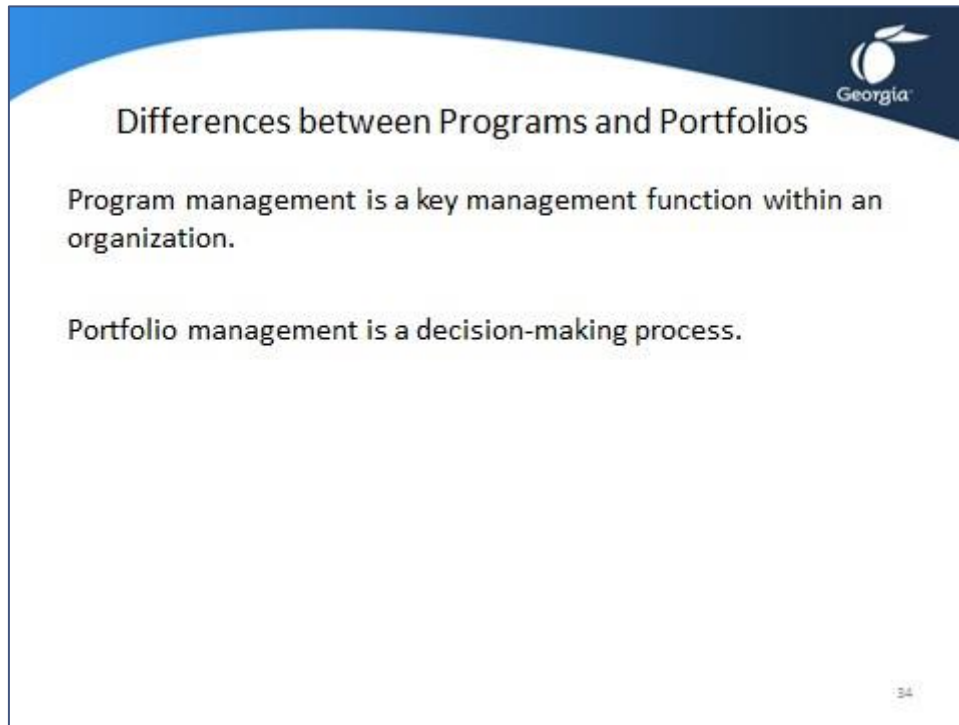 Georgia
Differences between Programs and Portfolios
Program management is a key management function within an
organization.
Portfolio management is a decision-making process.
34